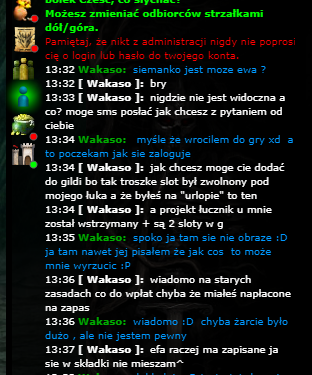 bolek Cześć, co słychać?
Możesz zmieniać odbiorców strzałkami
dół/góra.
Pamiętaj, że nikt z administracji nigdy nie poprosi
cię o login lub hasło do twojego konta.
13:32 Wakaso: siemanko jest moze ewa ?
13:32 [ Wakaso ]: bry
13:33 [ Wakaso ]: nigdzie nie jest widoczna a
co? moge sms posłać jak chcesz z pytaniem od
ciebie
13:34 Wakaso: myśle że wrocilem do gry xd a
to poczekam jak sie zaloguje
13:34 [ Wakaso ]: jak chcesz moge cie dodać
do gildi bo tak troszke slot był zwolnony pod
mojego łuka a że byłeś na "urlopie" to ten
13:34 [ Wakaso ]: a projekt łucznik u mnie
został wstrzymany + są 2 sloty w g
13:35 Wakaso: spoko ja tam sie nie obraze :D
ja tam nawet jej pisałem że jak cos to może
mnie wyrzucic :P
13:36 [ Wakaso ]: wiadomo na starych
zasadach co do wpłat chyba że miałeś napłacone
na zapas
13:36 Wakaso: wiadomo :D chyba żarcie było
dużo , ale nie jestem pewny
13:37 [ Wakaso ]: efa raczej ma zapisane ja
sie w składki nie mieszam^